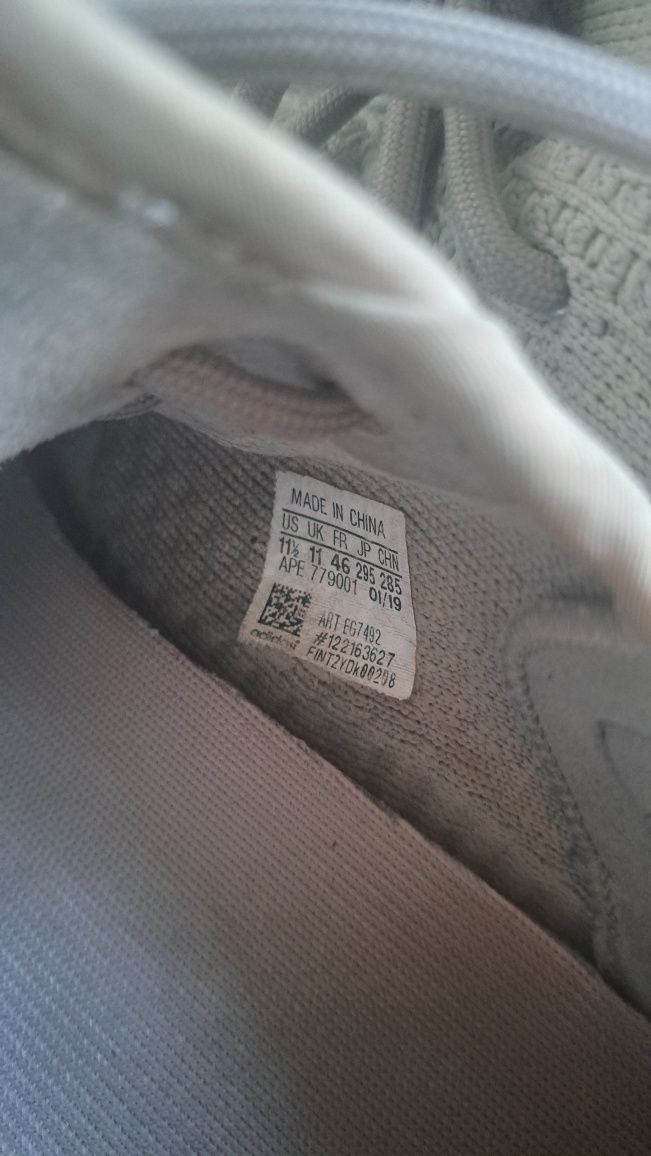 MADE IN CHINA
US UK FR JP CHN
11½ 11 46 295 285
APE 779001 01/19
ART EG7492
#122163627
adidas
FINT2YDK00208